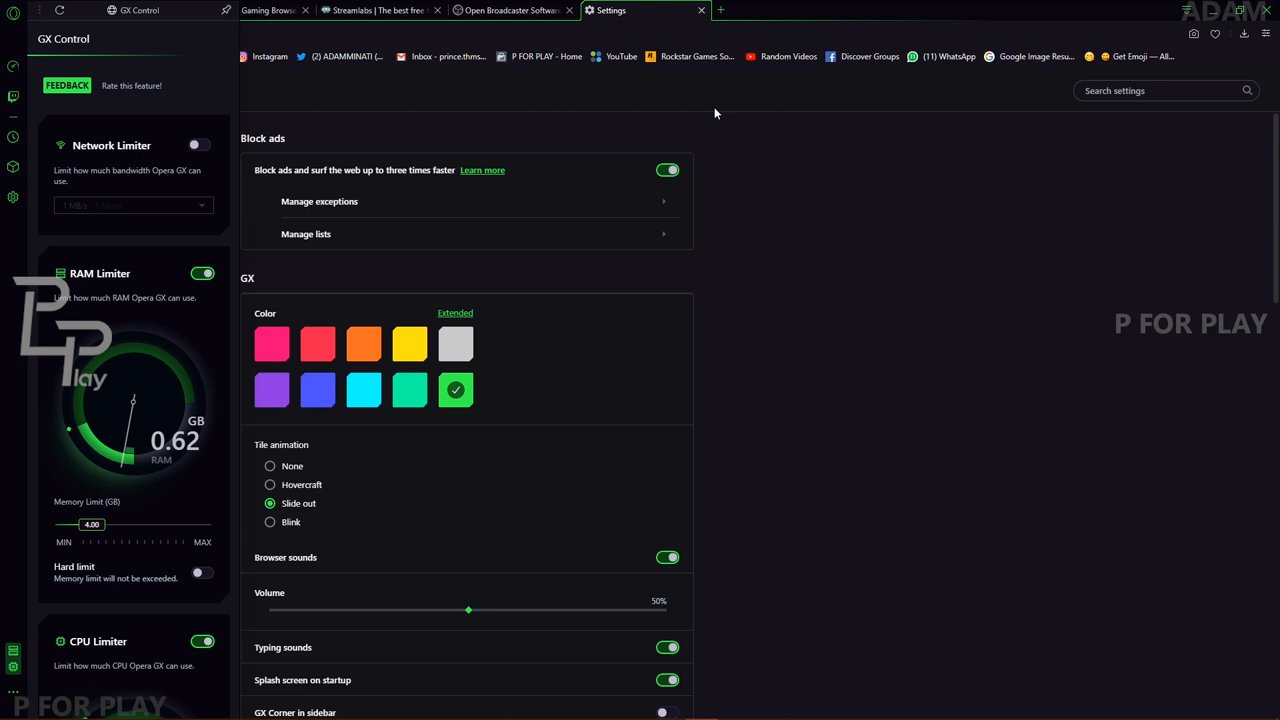 GX Control
Gaming Browse
Streamlabs | The best free t
Open Broadcaster Software
Settings
ADAM
GX Control
Instagram
(2) ADAMMINATI (...
Inbox - prince.thms...
P FOR PLAY - Home
YouTube
Rockstar Games So...
Random Videos
Discover Groups
(11) WhatsApp
Google Image Resu...
Get Emoji — All...
FEEDBACK
Rate this feature!
Search settings
Network Limiter
Limit how much bandwidth Opera GX can
use.
1 MB/s - 8 Mbps
RAM Limiter
Limit how much RAM Opera GX can use.
PLay
GB
0.62
RAM
Memory Limit (GB)
4.00
MIN
MAX
Hard limit
Memory limit will not be exceeded.
CPU Limiter
Limit how much CPU Opera GX can use.
P FOR PLAY
Block ads
Block ads and surf the web up to three times faster Learn more
Manage exceptions
Manage lists
GX
Color
Extended
Tile animation
None
Hovercraft
Slide out
Blink
Browser sounds
Volume
50%
Typing sounds
Splash screen on startup
GX Corner in sidebar
P FOR PLAY